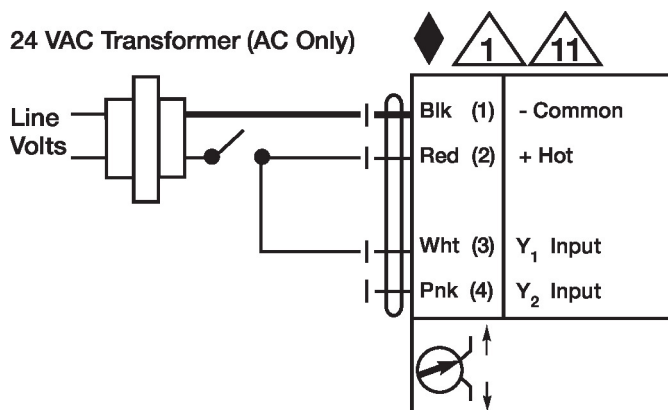 24 VAC Transformer (AC Only)
1
11
Line
Volts
Blk (1) - Common
Red (2) + Hot
Wht (3) Y1 Input
Pnk (4) Y2 Input